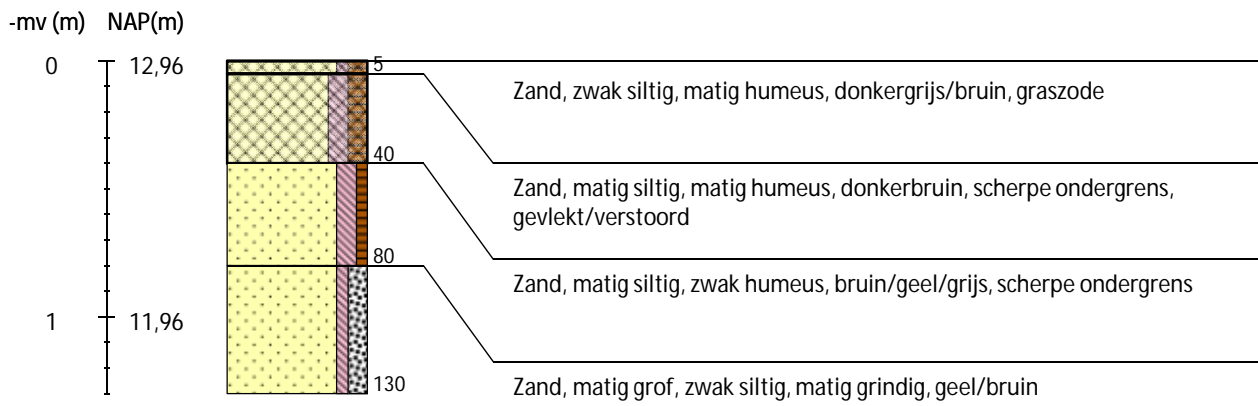 -mv (m) NAP(m)
0 12,96
5
Zand, zwak siltig, matig humeus, donkergrijs/bruin, graszode
40
Zand, matig siltig, matig humeus, donkerbruin, scherpe ondergrens,
gevlekt/verstoord
80
Zand, matig siltig, zwak humeus, bruin/geel/grijs, scherpe ondergrens
1 11,96
130
Zand, matig grof, zwak siltig, matig grindig, geel/bruin